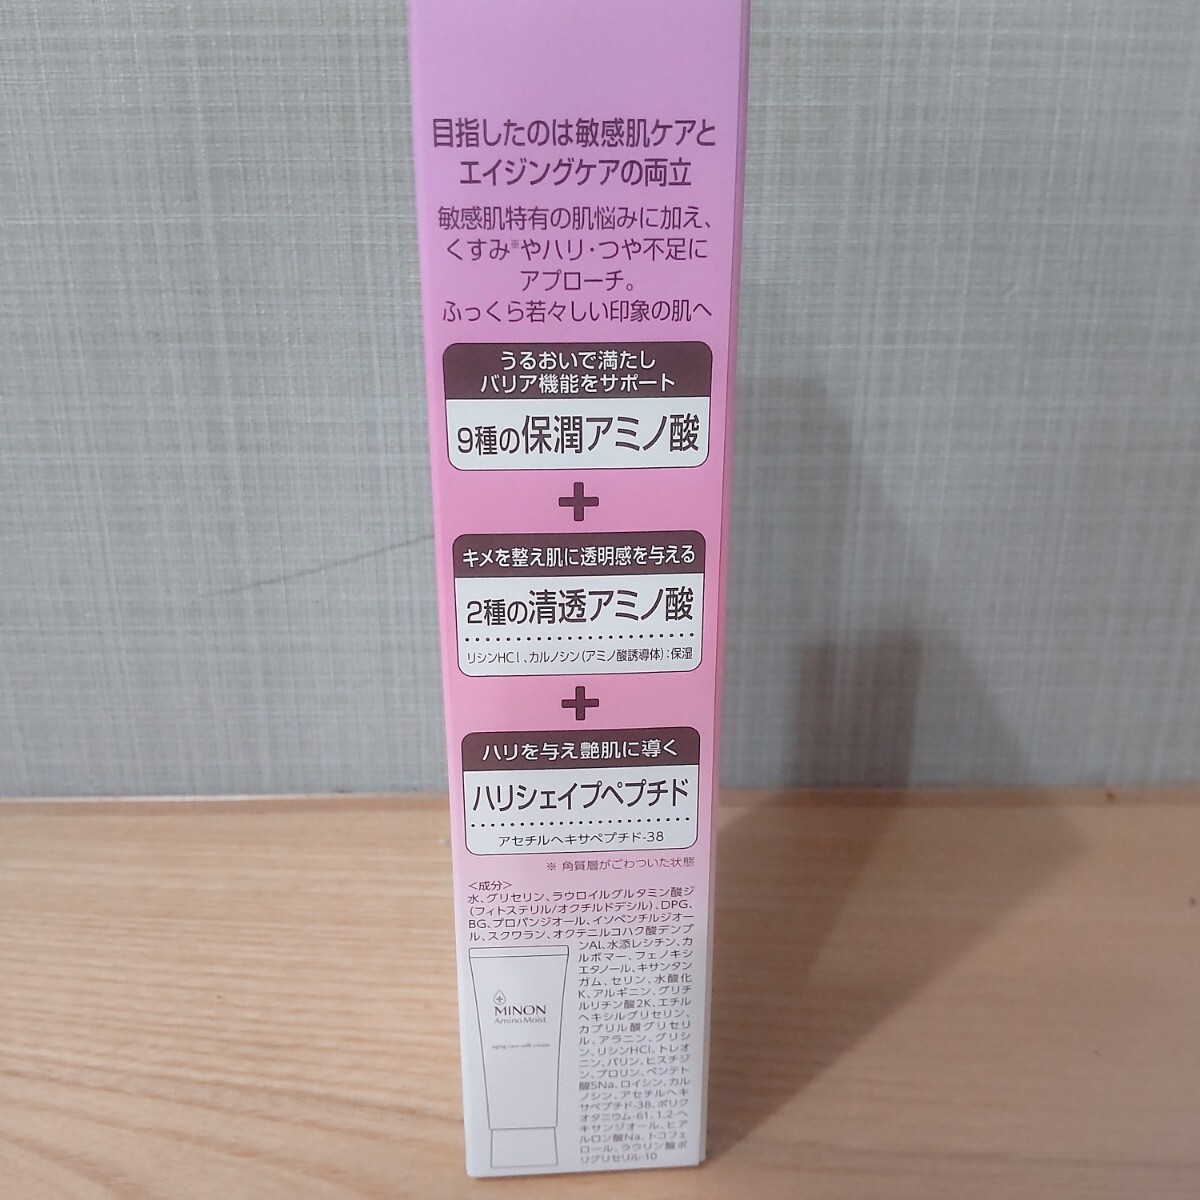 目指したのは敏感肌ケアと
エイジングケアの両立
敏感肌特有の肌悩みに加え、
くすみ※やハリ・つや不足に
アプローチ。
ふっくら若々しい印象の肌へ
うるおいで満たし
バリア機能をサポート
9種の保潤アミノ酸
+
キメを整え肌に透明感を与える
2種の清透アミノ酸
リシンHCl、カルノシン(アミノ酸誘導体):保湿
+
ハリを与え艶肌に導く
ハリシェイプペプチド
アセチルヘキサペプチド-38
※ 角質層がごわついた状態
<成分>
水、グリセリン、ラウロイルグルタミン酸ジ
(フィトステリル/オクチルドデシル)、DPG、
BG、プロパンジオール、イソペンチルジオー
ル、スクワラン、オクテニルコハク酸デンプ
ンAl、水添レシチン、カ
ルボマー、フェノキシ
エタノール、キサンタン
ガム、セリン、水酸化
K、アルギニン、グリチ
ルリチン酸2K、エチル
ヘキシルグリセリン、
カプリル酸グリセリ
ル、アラニン、グリシ
ン、リシンHCl、トレオ
ニン、バリン、ヒスチジ
ン、プロリン、ペンテト
酸5Na、ロイシン、カル
ノシン、アセチルヘキ
サペプチド-38、ポリク
オタニウム-61、1,2-ヘ
キサンジオール、ヒア
ルロン酸Na、トコフェ
ロール、ラウリン酸ポ
リグリセリル-10
MINON
Amino Moist
aging care milk cream